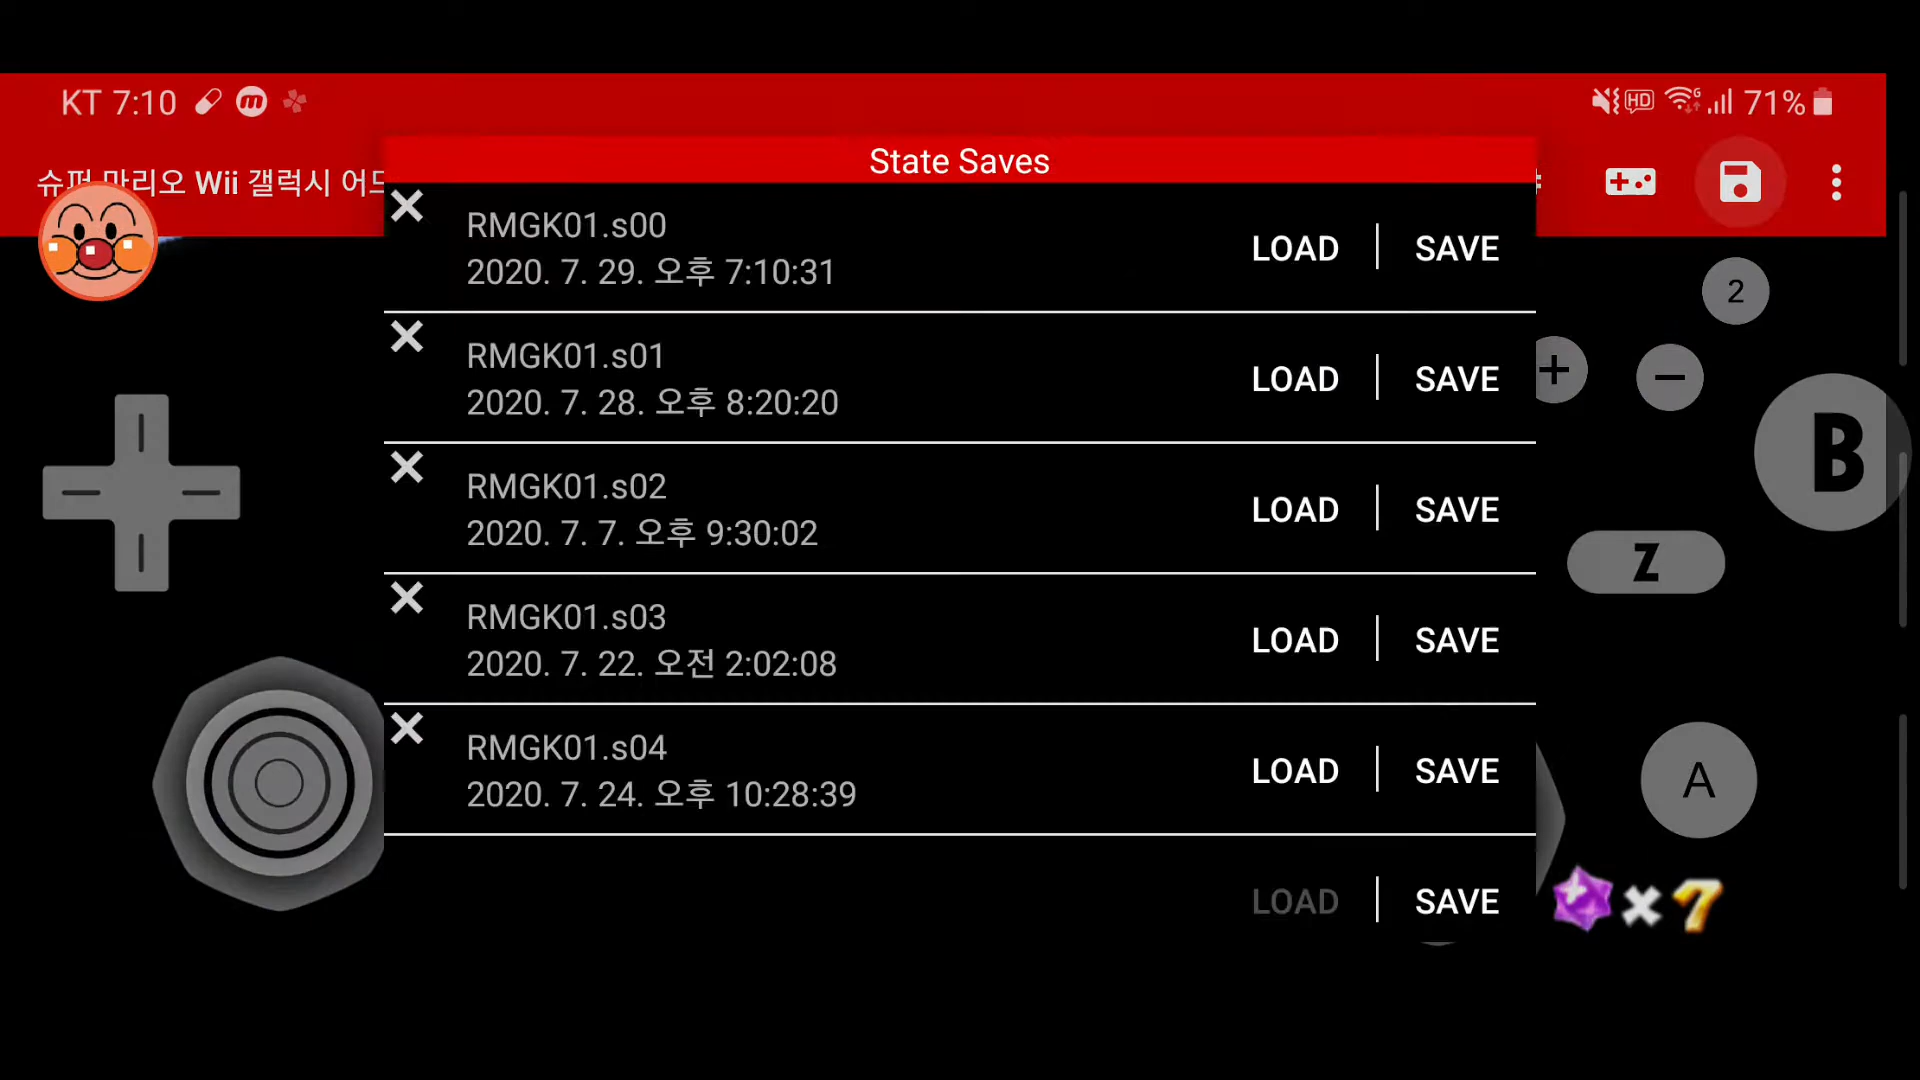 KT 7:10
HD
71%
State Saves
슈퍼 마리오 Wii 갤럭시 어드
RMGK01.s00
2020. 7. 29. 오후 7:10:31
LOAD | SAVE
RMGK01.s01
2020. 7. 28. 오후 8:20:20
LOAD | SAVE
RMGK01.s02
2020. 7. 7. 오후 9:30:02
LOAD | SAVE
RMGK01.s03
2020. 7. 22. 오전 2:02:08
LOAD | SAVE
RMGK01.s04
2020. 7. 24. 오후 10:28:39
LOAD | SAVE
LOAD | SAVE
2
+
−
B
Z
A
×7